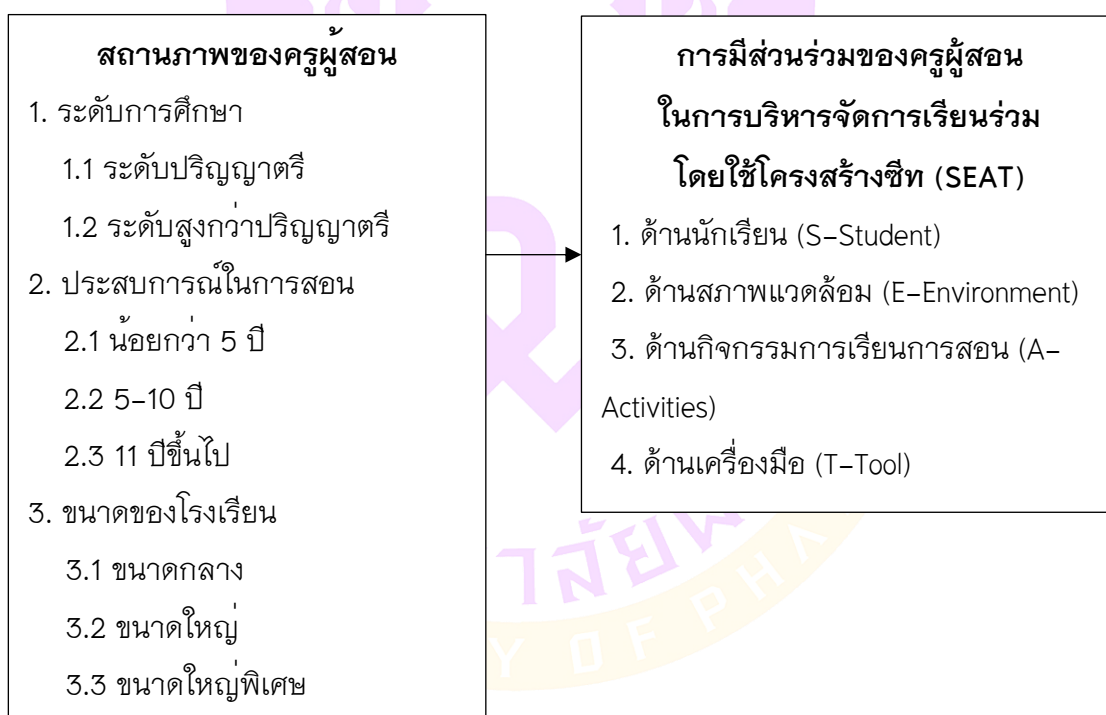 สถานภาพของครูผู้สอน
1. ระดับการศึกษา
1.1 ระดับปริญญาตรี
1.2 ระดับสูงกว่าปริญญาตรี
2. ประสบการณ์ในการสอน
2.1 น้อยกว่า 5 ปี
2.2 5–10 ปี
2.3 11 ปีขึ้นไป
3. ขนาดของโรงเรียน
3.1 ขนาดกลาง
3.2 ขนาดใหญ่
3.3 ขนาดใหญ่พิเศษ
การมีส่วนร่วมของครูผู้สอน
ในการบริหารจัดการเรียนร่วม
โดยใช้โครงสร้างซีท (SEAT)
1. ด้านนักเรียน (S–Student)
2. ด้านสภาพแวดล้อม (E–Environment)
3. ด้านกิจกรรมการเรียนการสอน (A–
Activities)
4. ด้านเครื่องมือ (T–Tool)